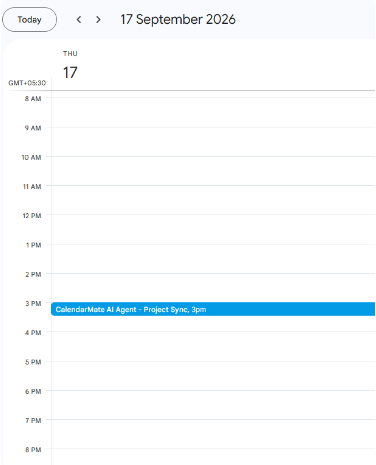 Today
17 September 2026
THU
17
GMT+05:30
8 AM
9 AM
10 AM
11 AM
12 PM
1 PM
2 PM
3 PM
CalendarMate AI Agent - Project Sync, 3pm
4 PM
5 PM
6 PM
7 PM
8 PM